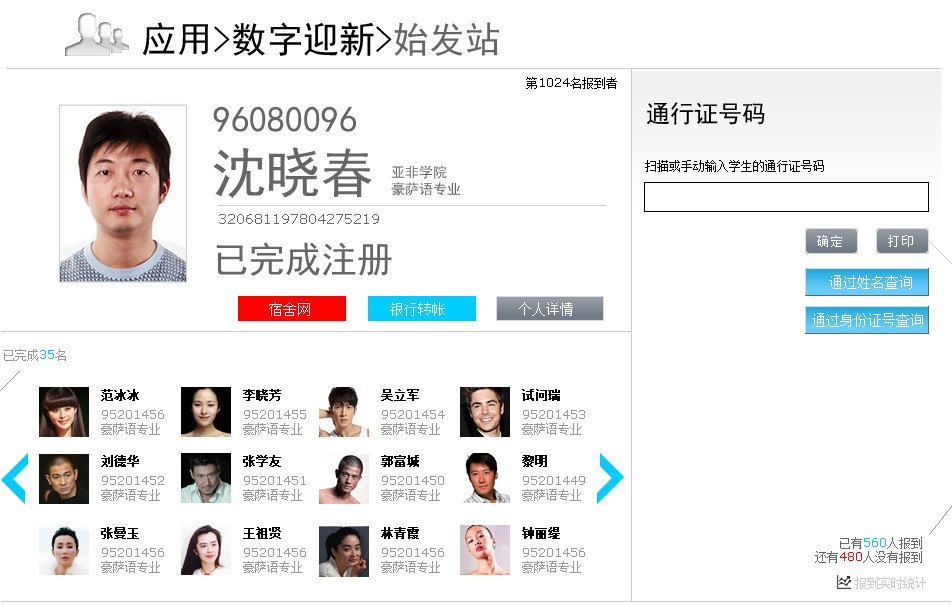 应用>数字迎新>始发站
第1024名报到者
96080096
沈晓春
亚非学院
豪萨语专业
320681197804275219
已完成注册
宿舍网 银行转帐 个人详情
通行证号码
扫描或手动输入学生的通行证号码
确定 打印
通过姓名查询
通过身份证号查询
已完成35名
范冰冰
95201456
豪萨语专业
李晓芳
95201455
豪萨语专业
吴立军
95201454
豪萨语专业
试问瑞
95201453
豪萨语专业
刘德华
95201452
豪萨语专业
张学友
95201451
豪萨语专业
郭富城
95201450
豪萨语专业
黎明
95201449
豪萨语专业
张曼玉
95201456
豪萨语专业
王祖贤
95201456
豪萨语专业
林青霞
95201456
豪萨语专业
钟丽缇
95201456
豪萨语专业
已有560人报到
还有480人没有报到
报到实时统计